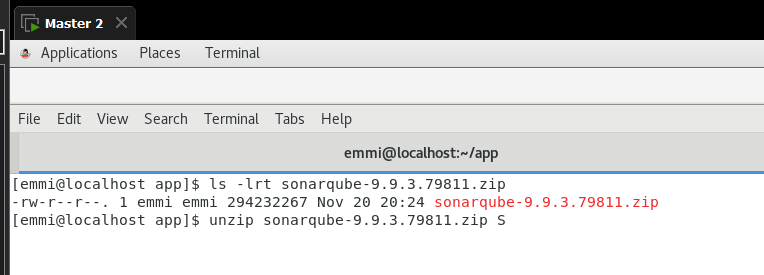 Master 2
Applications Places Terminal
File Edit View Search Terminal Tabs Help
emmi@localhost:~/app
[emmi@localhost app]$ ls -lrt sonarqube-9.9.3.79811.zip
-rw-r--r--. 1 emmi emmi 294232267 Nov 20 20:24 sonarqube-9.9.3.79811.zip
[emmi@localhost app]$ unzip sonarqube-9.9.3.79811.zip S